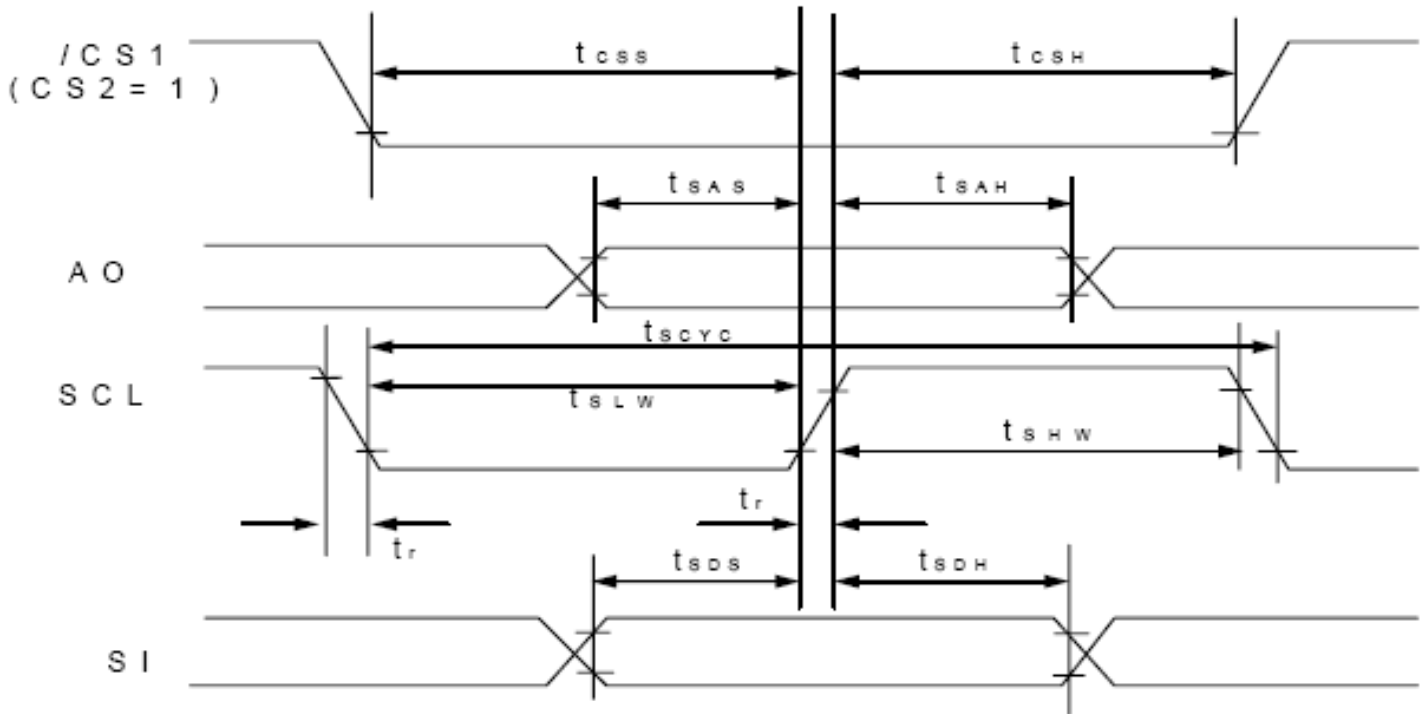 /CS1
(CS2=1)
tCSS
tCSH
tSAS
tSAH
AO
tSCYC
SCL
tSLW
tSHW
tr
tr
tSDS
tSDH
SI